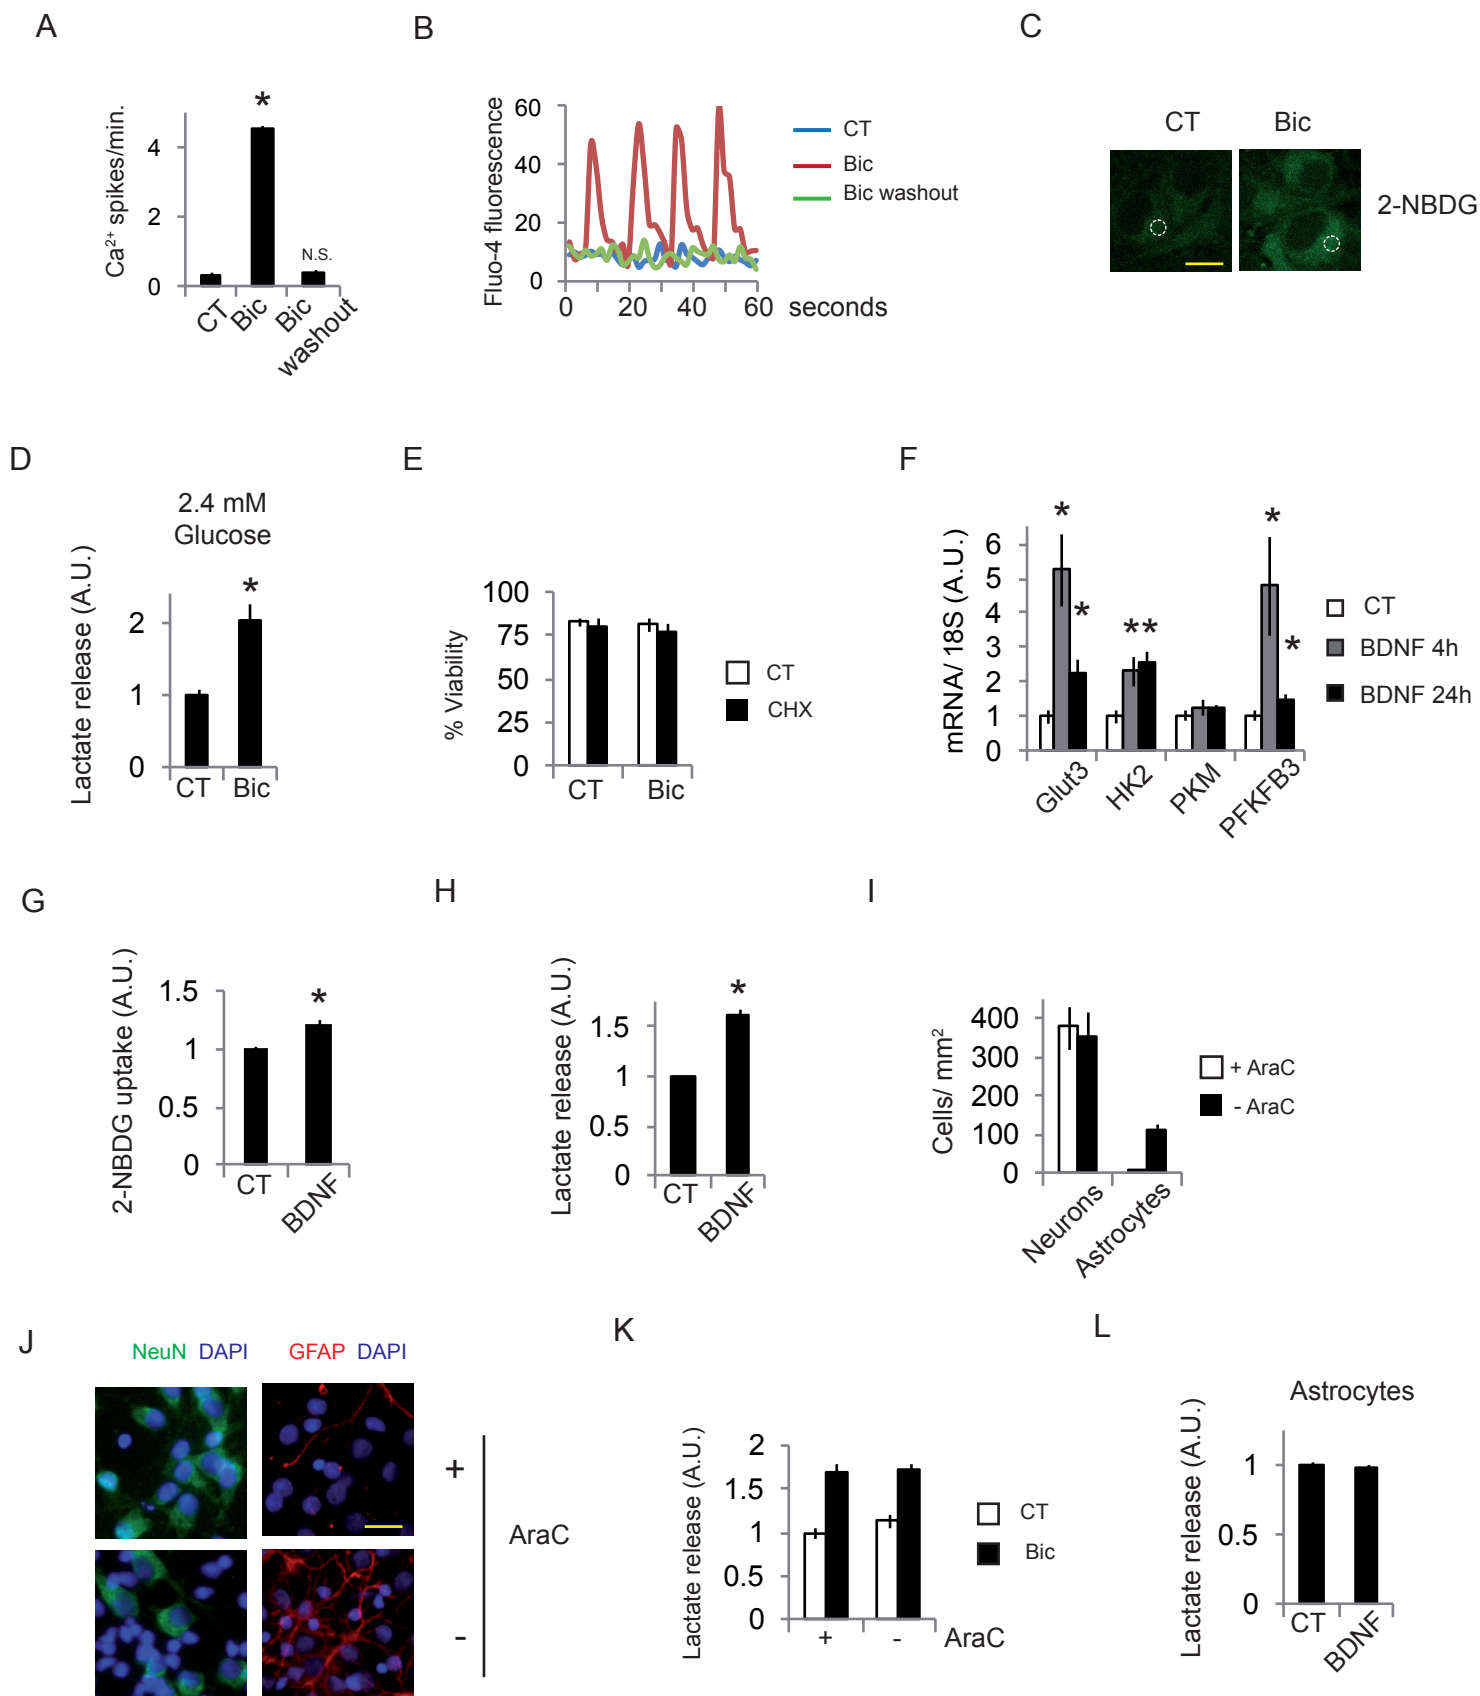 A
Ca2+ spikes/min.
4
2
0
*
N.S.
CT
Bic
Bic
washout
B
Fluo-4 fluorescence
60
40
20
0
0 20 40 60 seconds
CT
Bic
Bic washout
C
CT Bic
2-NBDG
D
2.4 mM
Glucose
Lactate release (A.U.)
2
1
0
*
CT Bic
E
% Viability
100
75
50
25
0
CT Bic
CT
CHX
F
mRNA/ 18S (A.U.)
6
5
4
3
2
1
0
* * ** * *
Glut3
HK2
PKM
PFKFB3
CT
BDNF 4h
BDNF 24h
G
2-NBDG uptake (A.U.)
1.5
1
0.5
0
*
CT
BDNF
H
Lactate release (A.U.)
1.5
1
0.5
0
*
CT
BDNF
I
Cells/ mm2
400
300
200
100
0
Neurons
Astrocytes
+ AraC
- AraC
J
NeuN DAPI GFAP DAPI
+
AraC
-
K
Lactate release (A.U.)
2
1.5
1
0.5
0
+ - AraC
CT
Bic
L
Astrocytes
Lactate release (A.U.)
1
0.5
0
CT
BDNF